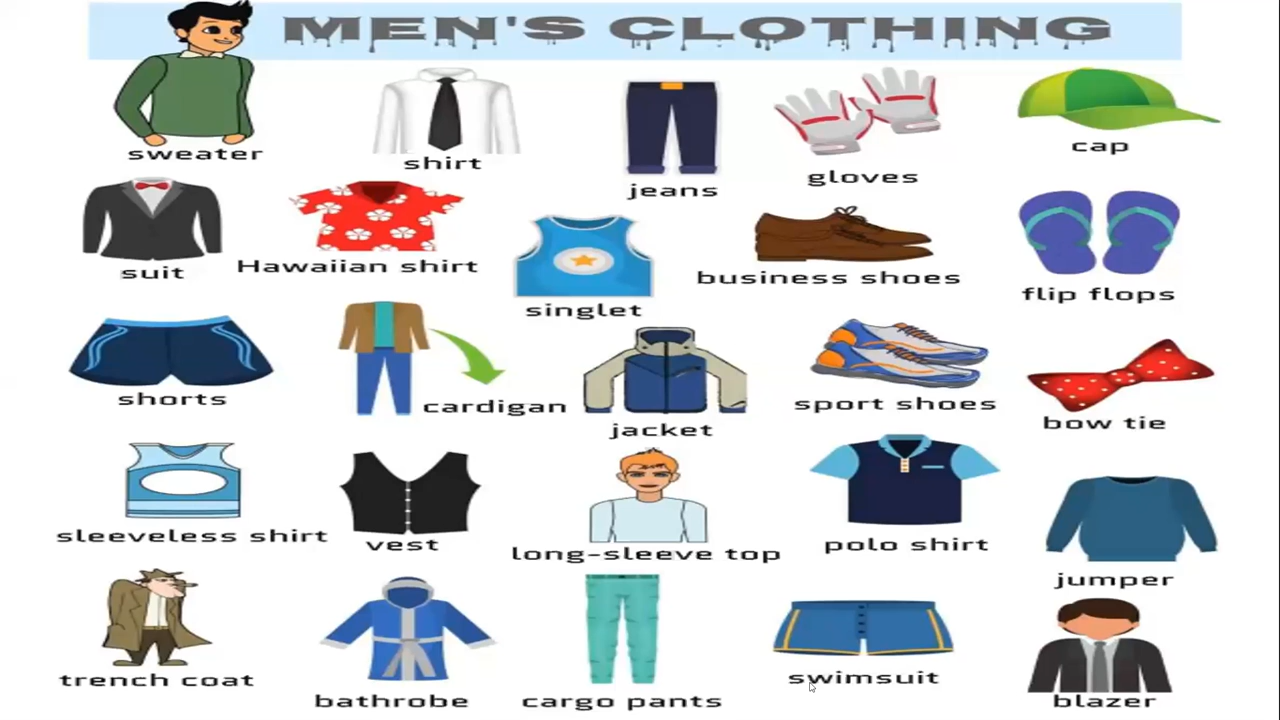 MEN'S CLOTHING
sweater
shirt
jeans
gloves
cap
suit
Hawaiian shirt
singlet
business shoes
flip flops
shorts
cardigan
jacket
sport shoes
bow tie
sleeveless shirt
vest
long-sleeve top
polo shirt
jumper
trench coat
bathrobe
cargo pants
swimsuit
blazer